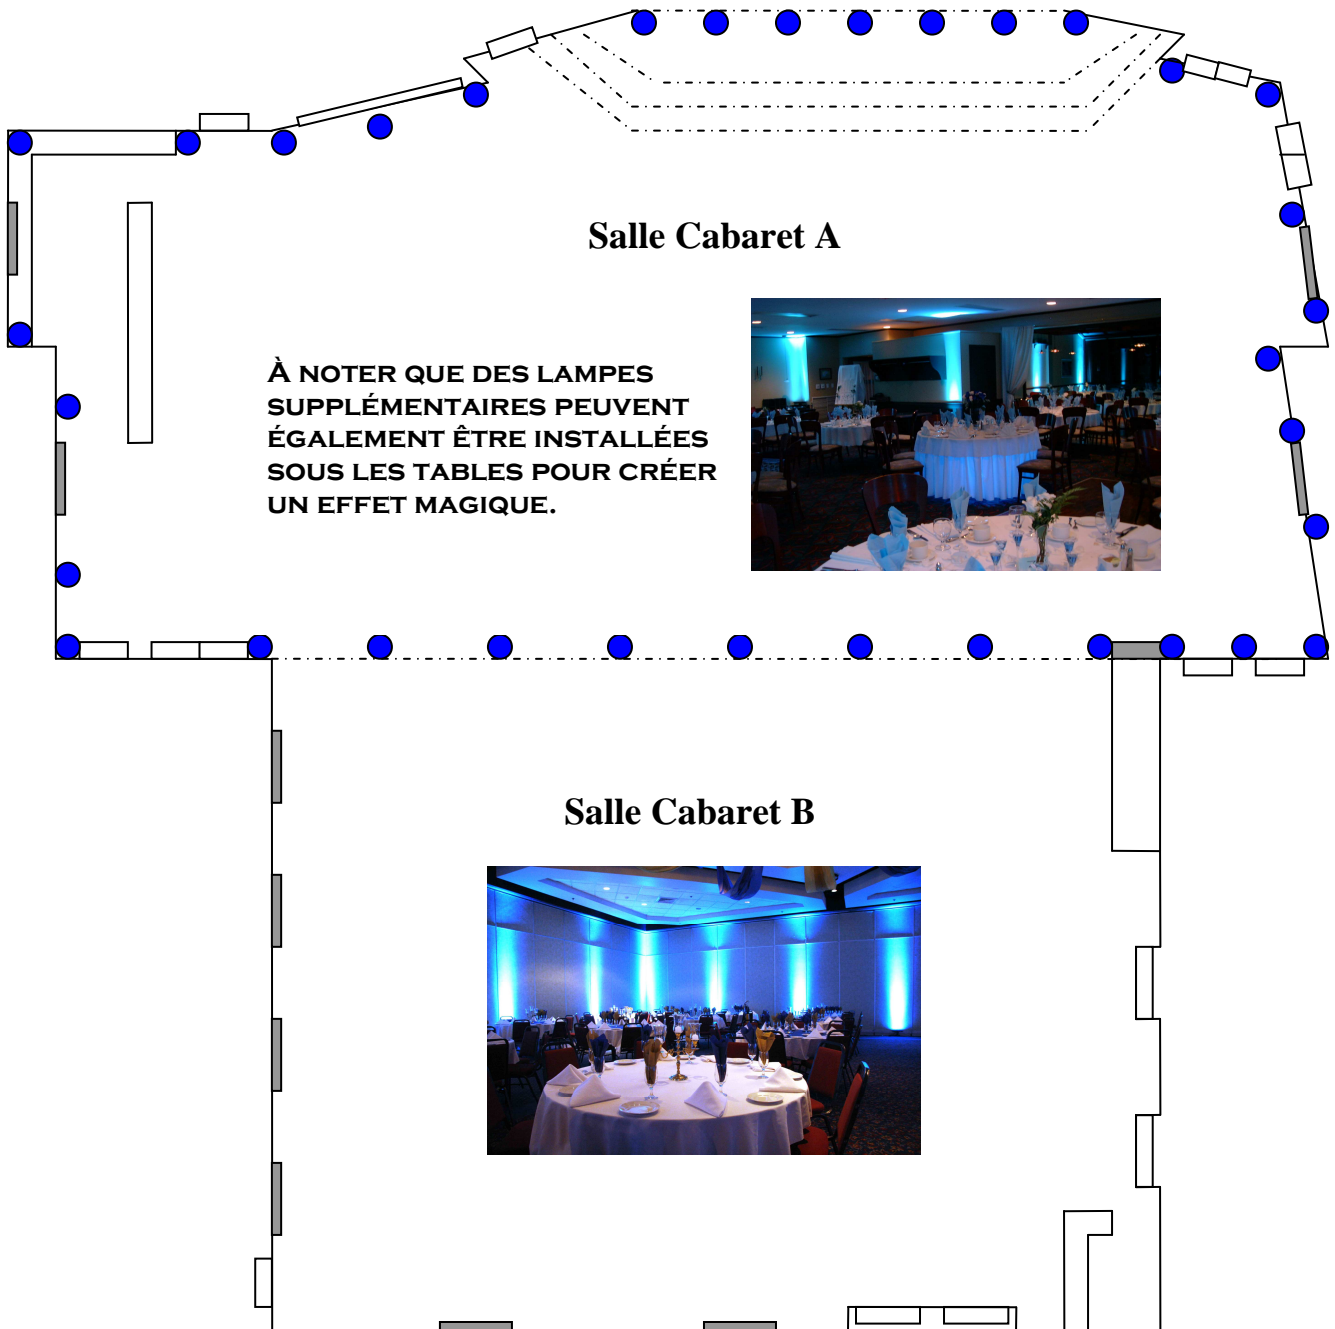 Salle Cabaret A
À NOTER QUE DES LAMPES
SUPPLÉMENTAIRES PEUVENT
ÉGALEMENT ÊTRE INSTALLÉES
SOUS LES TABLES POUR CRÉER
UN EFFET MAGIQUE.
Salle Cabaret B